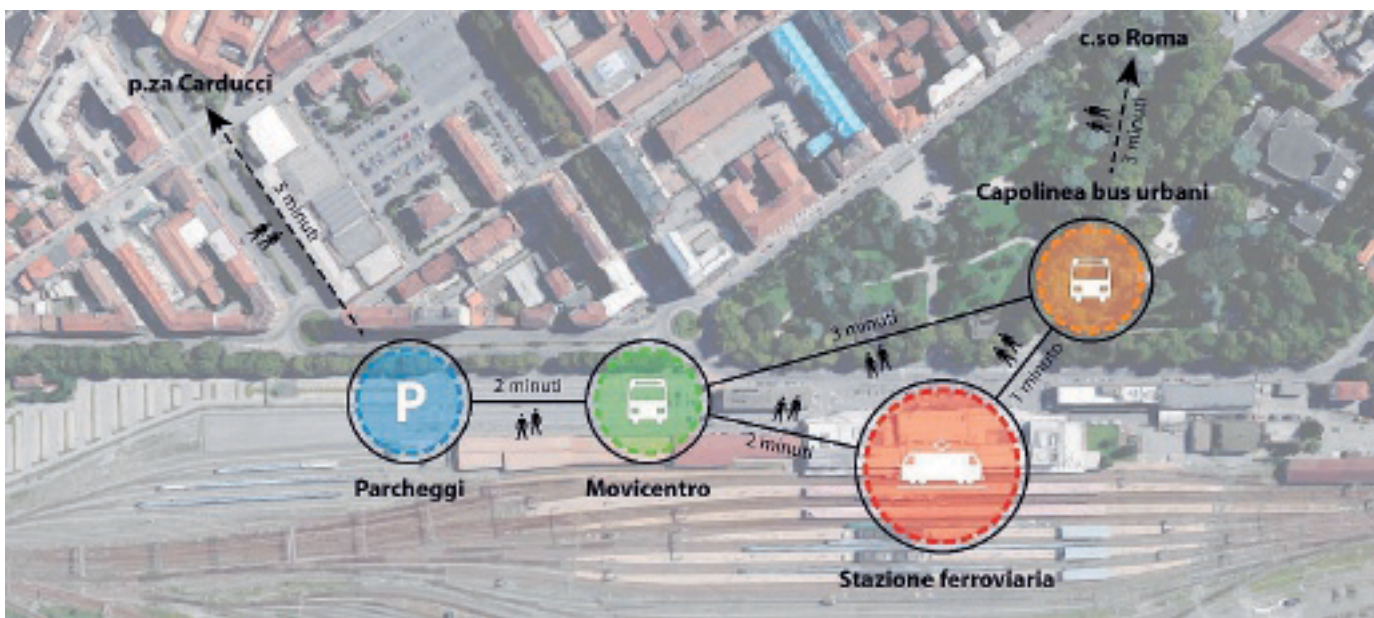 c.so Roma
p.za Carducci
3 minuti
5 minuti
Capolinea bus urbani
3 minuti
1 minuto
2 minuti
P
2 minuti
Parcheggi
Movicentro
Stazione ferroviaria